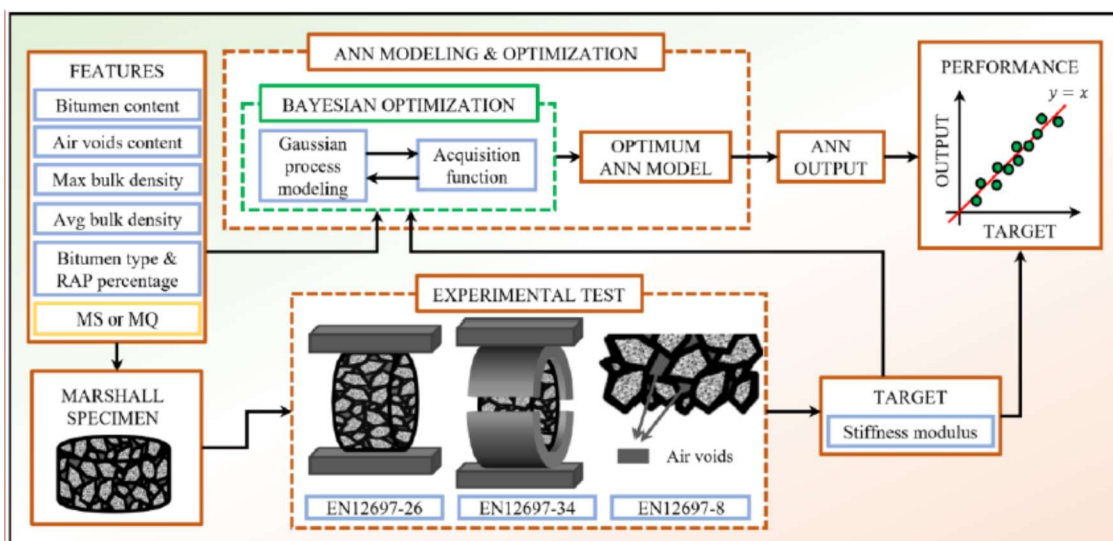 FEATURES
Bitumen content
Air voids content
Max bulk density
Avg bulk density
Bitumen type &
RAP percentage
MS or MQ
MARSHALL
SPECIMEN
ANN MODELING & OPTIMIZATION
BAYESIAN OPTIMIZATION
Gaussian
process
modeling
Acquisition
function
OPTIMUM
ANN MODEL
ANN
OUTPUT
PERFORMANCE
y = x
OUTPUT
TARGET
EXPERIMENTAL TEST
Air voids
EN12697-26
EN12697-34
EN12697-8
TARGET
Stiffness modulus